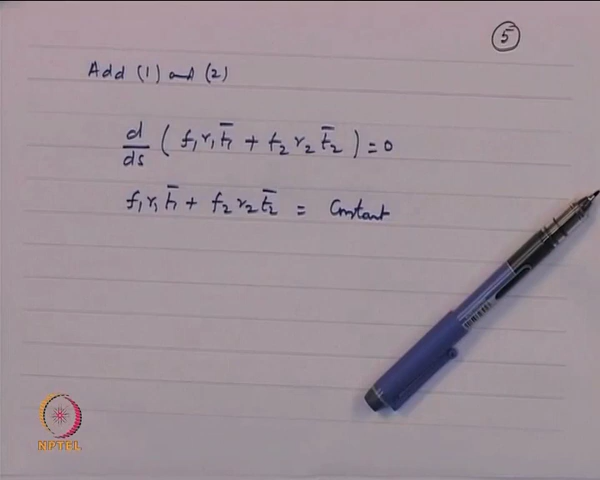 5
Add (1) and (2)
d/ds ( f₁ r₁ t̄₁ + f₂ r₂ t̄₂ ) = 0
f₁ r₁ t̄₁ + f₂ r₂ t̄₂ = Constant
NPTEL